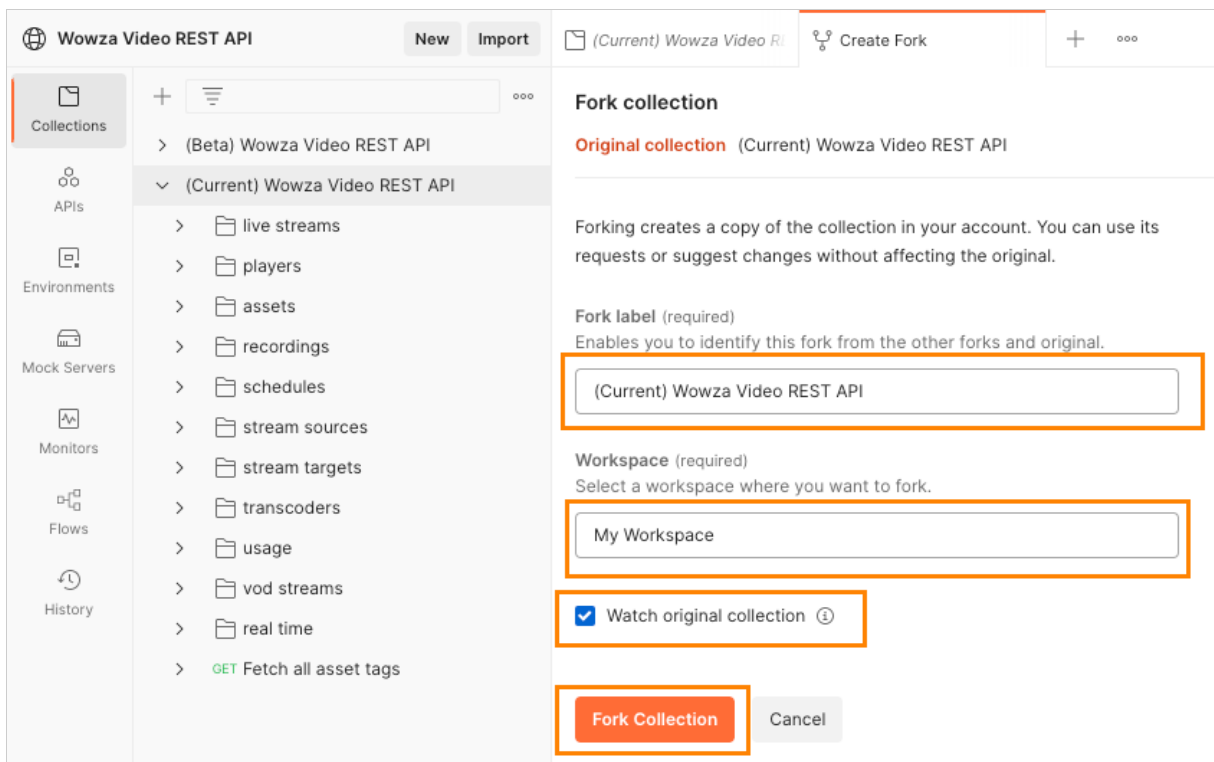 Wowza Video REST API
New
Import
(Current) Wowza Video R
Create Fork
Collections
APIs
Environments
Mock Servers
Monitors
Flows
History
(Beta) Wowza Video REST API
(Current) Wowza Video REST API
live streams
players
assets
recordings
schedules
stream sources
stream targets
transcoders
usage
vod streams
real time
GET Fetch all asset tags
Fork collection
Original collection (Current) Wowza Video REST API
Forking creates a copy of the collection in your account. You can use its
requests or suggest changes without affecting the original.
Fork label (required)
Enables you to identify this fork from the other forks and original.
(Current) Wowza Video REST API
Workspace (required)
Select a workspace where you want to fork.
My Workspace
Watch original collection
Fork Collection
Cancel